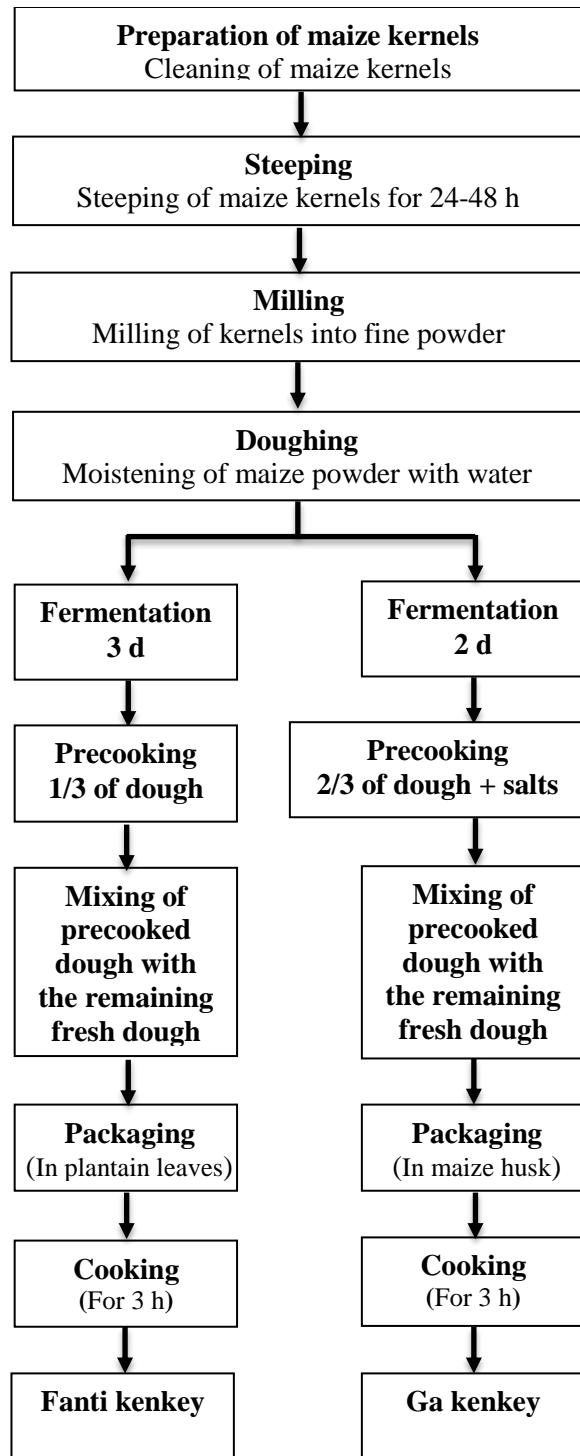 Preparation of maize kernels
Cleaning of maize kernels
Steeping
Steeping of maize kernels for 24-48 h
Milling
Milling of kernels into fine powder
Doughing
Moistening of maize powder with water
Fermentation
3 d
Precooking
1/3 of dough
Mixing of
precooked
dough with
the remaining
fresh dough
Packaging
(In plantain leaves)
Cooking
(For 3 h)
Fanti kenkey
Fermentation
2 d
Precooking
2/3 of dough + salts
Mixing of
precooked
dough with
the remaining
fresh dough
Packaging
(In maize husk)
Cooking
(For 3 h)
Ga kenkey